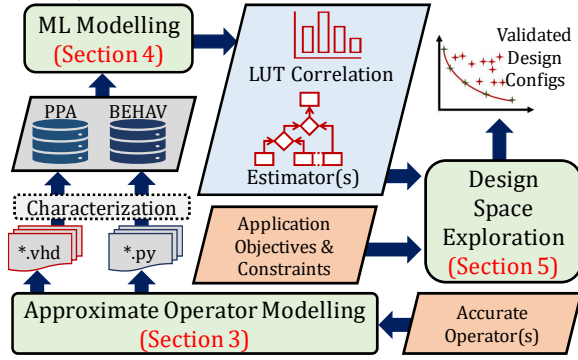 ML Modelling
(Section 4)
LUT Correlation
Estimator(s)
Validated
Design
Configs
PPA
BEHAV
Characterization
*.vhd
*.py
Application
Objectives &
Constraints
Design
Space
Exploration
(Section 5)
Approximate Operator Modelling
(Section 3)
Accurate
Operator(s)